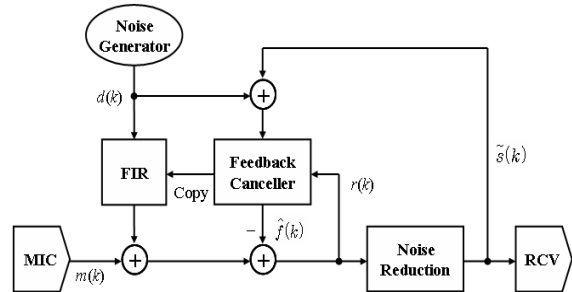 Noise
Generator
d(k)
+
s̃(k)
FIR
Copy
Feedback
Canceller
r(k)
− f̂(k)
MIC
m(k)
+
+
Noise
Reduction
RCV